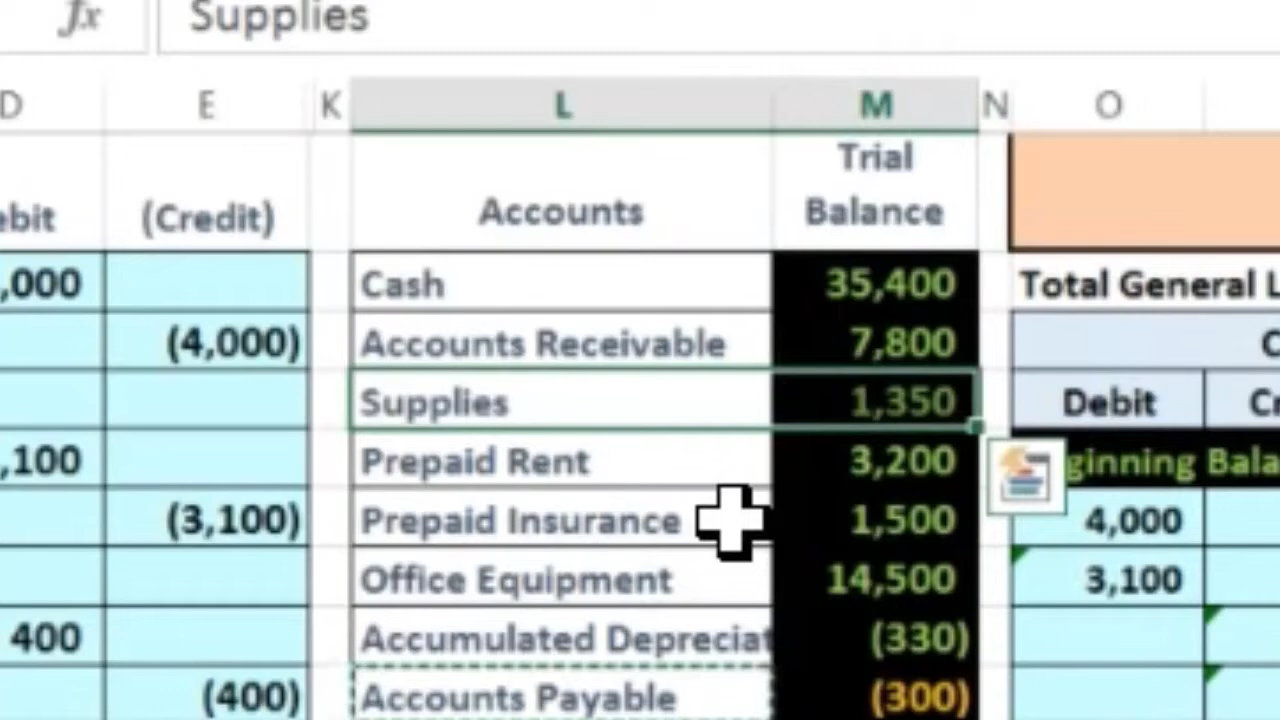 fx Supplies
D E K L M N O
ebit (Credit) Accounts Trial Balance
,000 Cash 35,400 Total General L
(4,000) Accounts Receivable 7,800 C
Supplies 1,350 Debit Cr
,100 Prepaid Rent 3,200 ginning Bala
(3,100) Prepaid Insurance 1,500 4,000
Office Equipment 14,500 3,100
400 Accumulated Depreciat (330)
(400) Accounts Payable (300)